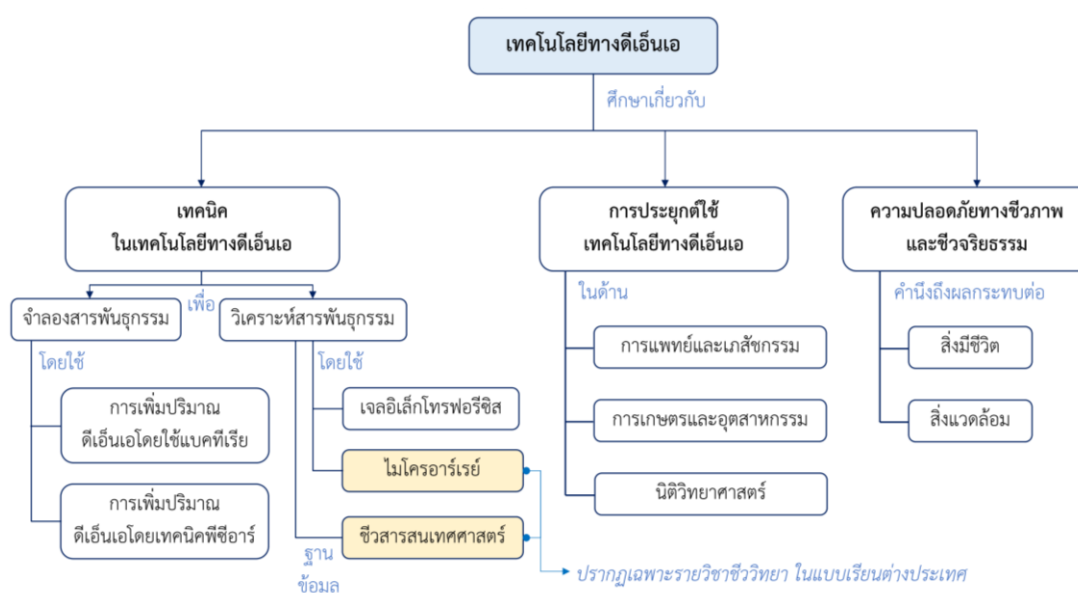 เทคโนโลยีทางดีเอ็นเอ
ศึกษาเกี่ยวกับ
เทคนิค
ในเทคโนโลยีทางดีเอ็นเอ
การประยุกต์ใช้
เทคโนโลยีทางดีเอ็นเอ
ความปลอดภัยทางชีวภาพ
และชีวจริยธรรม
เพื่อ
จำลองสารพันธุกรรม
วิเคราะห์สารพันธุกรรม
โดยใช้
โดยใช้
การเพิ่มปริมาณ
ดีเอ็นเอโดยใช้แบคทีเรีย
การเพิ่มปริมาณ
ดีเอ็นเอโดยเทคนิคพีซีอาร์
เจลอิเล็กโทรฟอรีซิส
ไมโครอาร์เรย์
ชีวสารสนเทศศาสตร์
ฐาน
ข้อมูล
ในด้าน
การแพทย์และเภสัชกรรม
การเกษตรและอุตสาหกรรม
นิติวิทยาศาสตร์
คำนึงถึงผลกระทบต่อ
สิ่งมีชีวิต
สิ่งแวดล้อม
ปรากฏเฉพาะรายวิชาชีววิทยา ในแบบเรียนต่างประเทศ